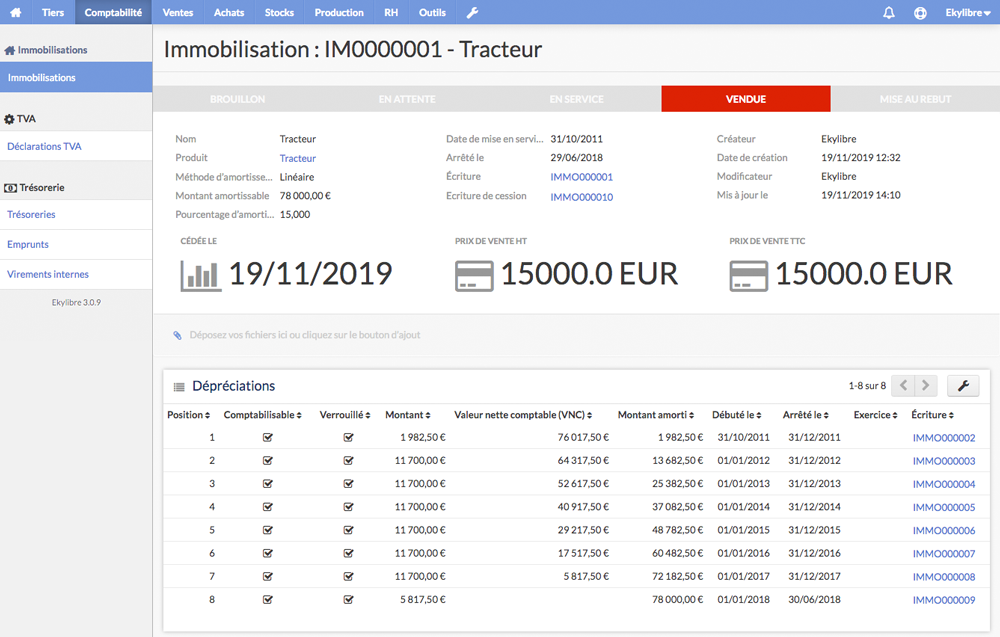 Tiers Comptabilité Ventes Achats Stocks Production RH Outils Ekylibre
Immobilisations
Immobilisations
TVA
Déclarations TVA
Trésorerie
Trésoreries
Emprunts
Virements internes
Ekylibre 3.0.9
Immobilisation : IM0000001 - Tracteur
BROUILLON EN ATTENTE EN SERVICE VENDUE MISE AU REBUT
Nom Tracteur Date de mise en servi... 31/10/2011 Créateur Ekylibre
Produit Tracteur Arrêté le 29/06/2018 Date de création 19/11/2019 12:32
Méthode d'amortisse... Linéaire Écriture IMMO000001 Modificateur Ekylibre
Montant amortissable 78 000,00 € Ecriture de cession IMMO000010 Mis à jour le 19/11/2019 14:10
Pourcentage d'amorti... 15,000
CÉDÉE LE PRIX DE VENTE HT PRIX DE VENTE TTC
19/11/2019 15000.0 EUR 15000.0 EUR
Déposez vos fichiers ici ou cliquez sur le bouton d'ajout
Dépréciations 1-8 sur 8
Position Comptabilisable Verrouillé Montant Valeur nette comptable (VNC) Montant amorti Débuté le Arrêté le Exercice Écriture
1 1 982,50 € 76 017,50 € 1 982,50 € 31/10/2011 31/12/2011 IMMO000002
2 11 700,00 € 64 317,50 € 13 682,50 € 01/01/2012 31/12/2012 IMMO000003
3 11 700,00 € 52 617,50 € 25 382,50 € 01/01/2013 31/12/2013 IMMO000004
4 11 700,00 € 40 917,50 € 37 082,50 € 01/01/2014 31/12/2014 IMMO000005
5 11 700,00 € 29 217,50 € 48 782,50 € 01/01/2015 31/12/2015 IMMO000006
6 11 700,00 € 17 517,50 € 60 482,50 € 01/01/2016 31/12/2016 IMMO000007
7 11 700,00 € 5 817,50 € 72 182,50 € 01/01/2017 31/12/2017 IMMO000008
8 5 817,50 € 78 000,00 € 01/01/2018 30/06/2018 IMMO000009